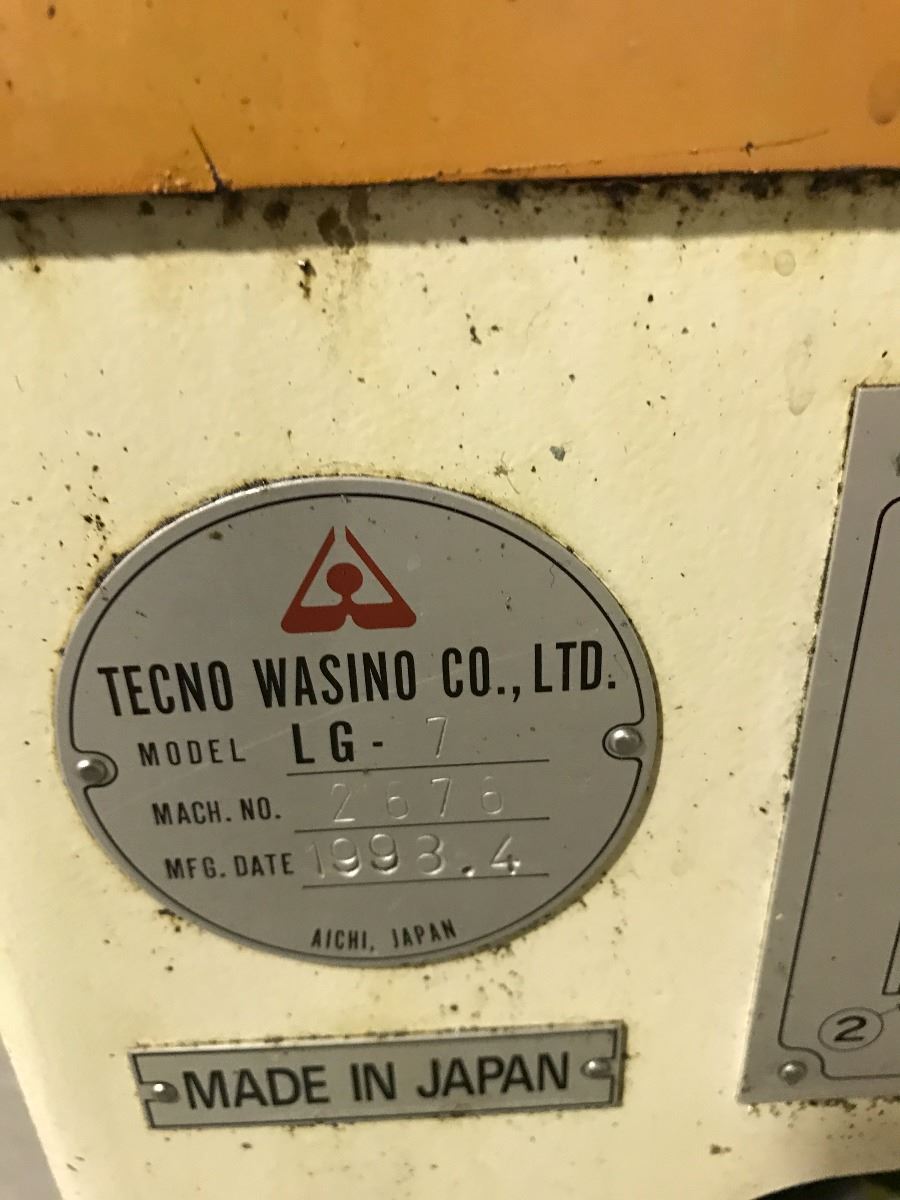 TECNO WASINO CO., LTD.
MODEL LG- 7
MACH. NO. 2676
MFG. DATE 1993.4
AICHI, JAPAN
MADE IN JAPAN
2